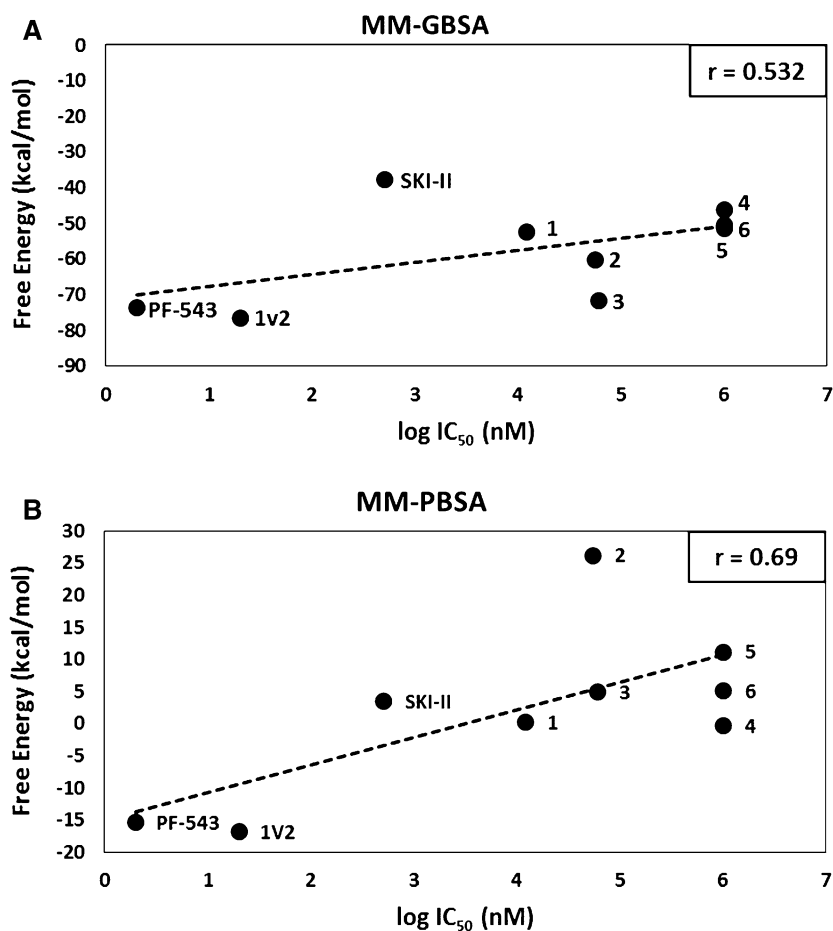 A
MM-GBSA
r = 0.532
Free Energy (kcal/mol)
0
-10
-20
-30
-40
-50
-60
-70
-80
-90
SKI-II
1
4
6
5
2
3
PF-543
1v2
0 1 2 3 4 5 6 7
log IC₅₀ (nM)
B
MM-PBSA
r = 0.69
Free Energy (kcal/mol)
30
25
20
15
10
5
0
-5
-10
-15
-20
2
5
6
3
SKI-II
1
4
PF-543
1V2
0 1 2 3 4 5 6 7
log IC₅₀ (nM)